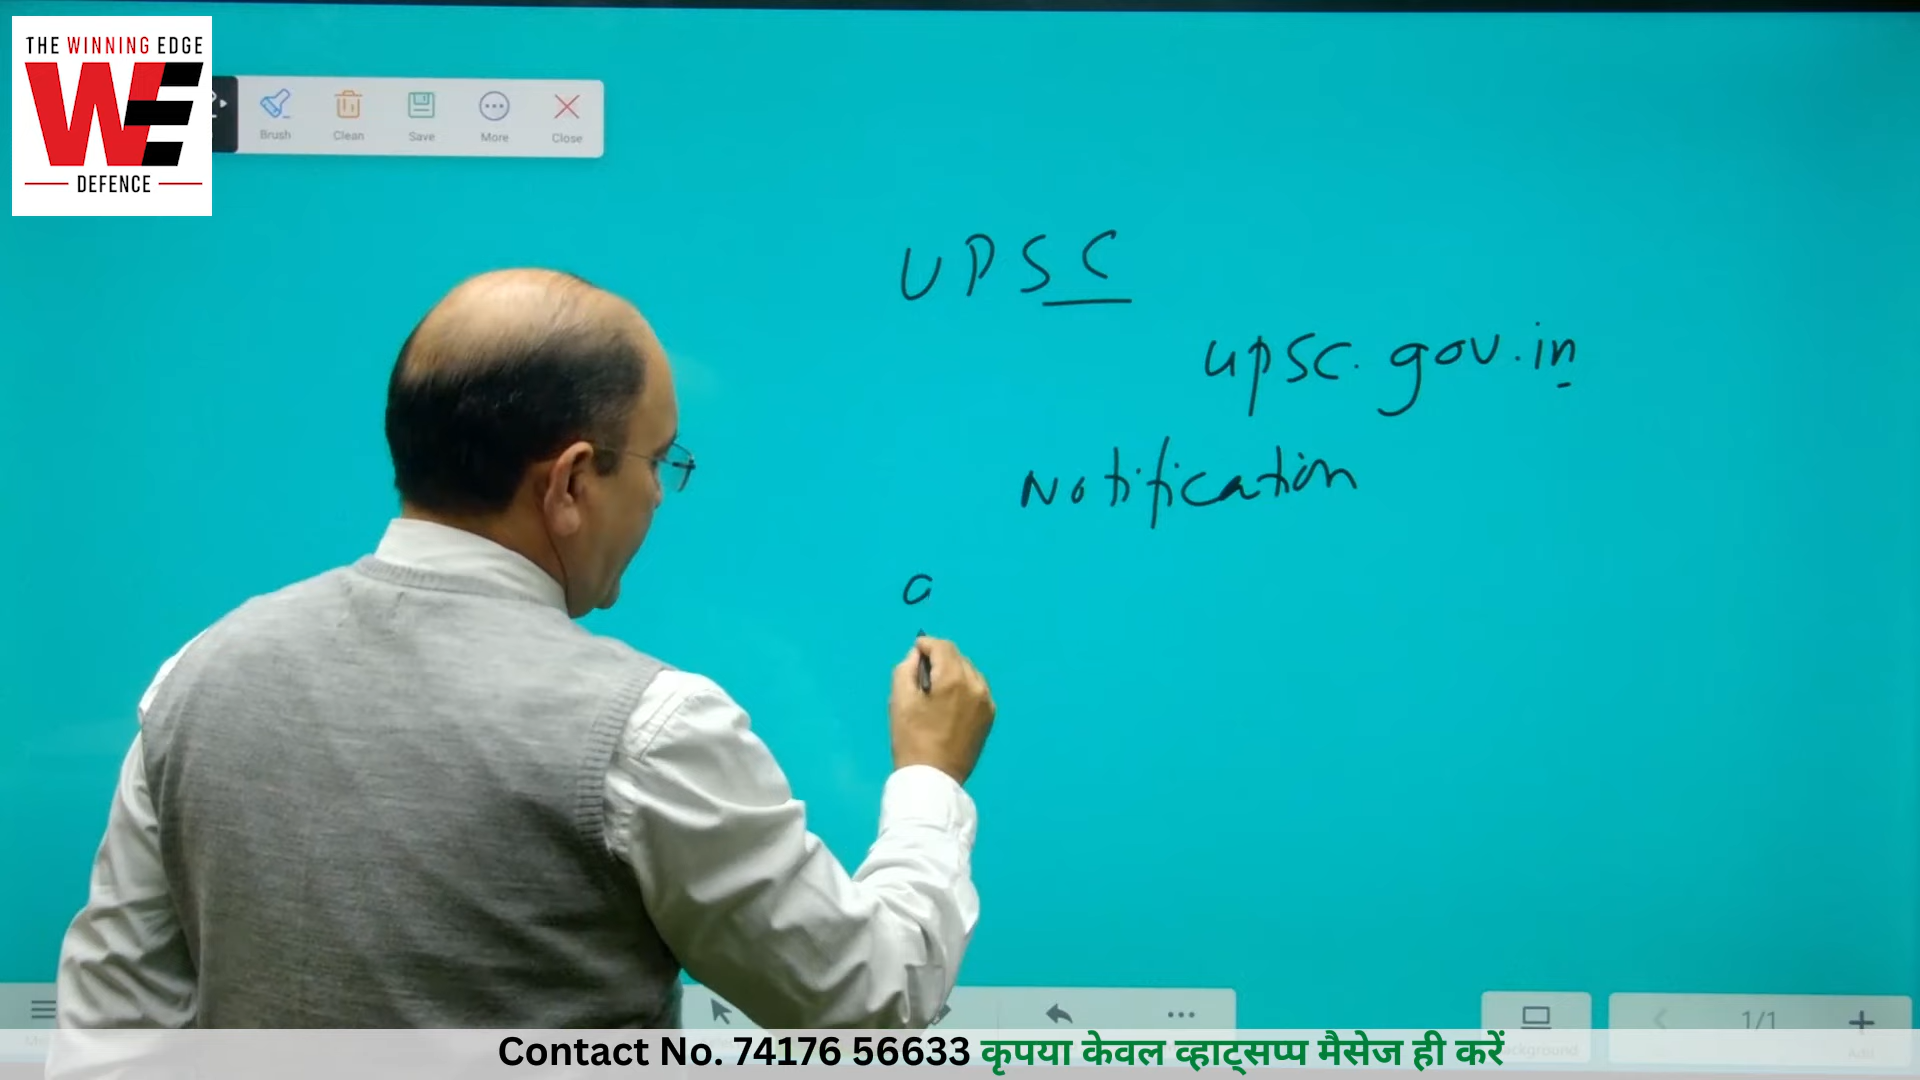 THE WINNING EDGE
WE
DEFENCE
Brush
Clean
Save
More
Close
UPSC
upsc.gov.in
Notification
a
1/1
Add
Contact No. 74176 56633 कृपया केवल व्हाट्सप्प मैसेज ही करें